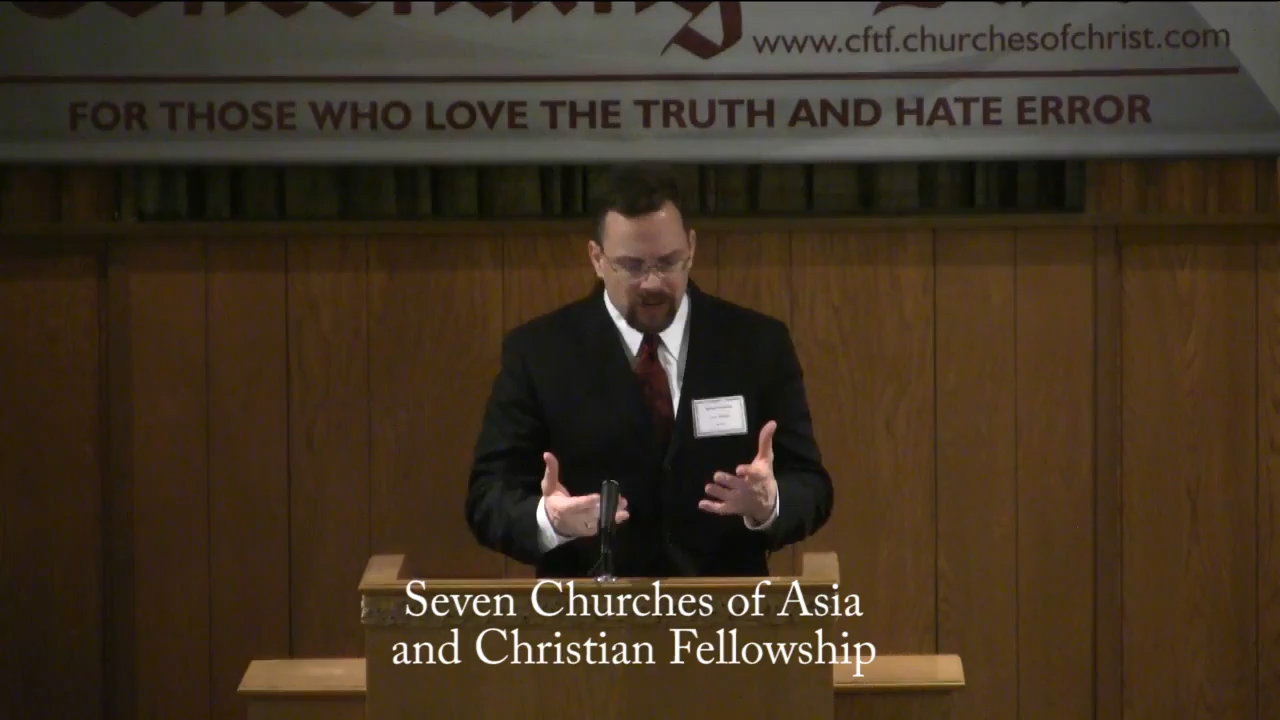 www.cftf.churchesofchrist.com
FOR THOSE WHO LOVE THE TRUTH AND HATE ERROR
Seven Churches of Asia
and Christian Fellowship